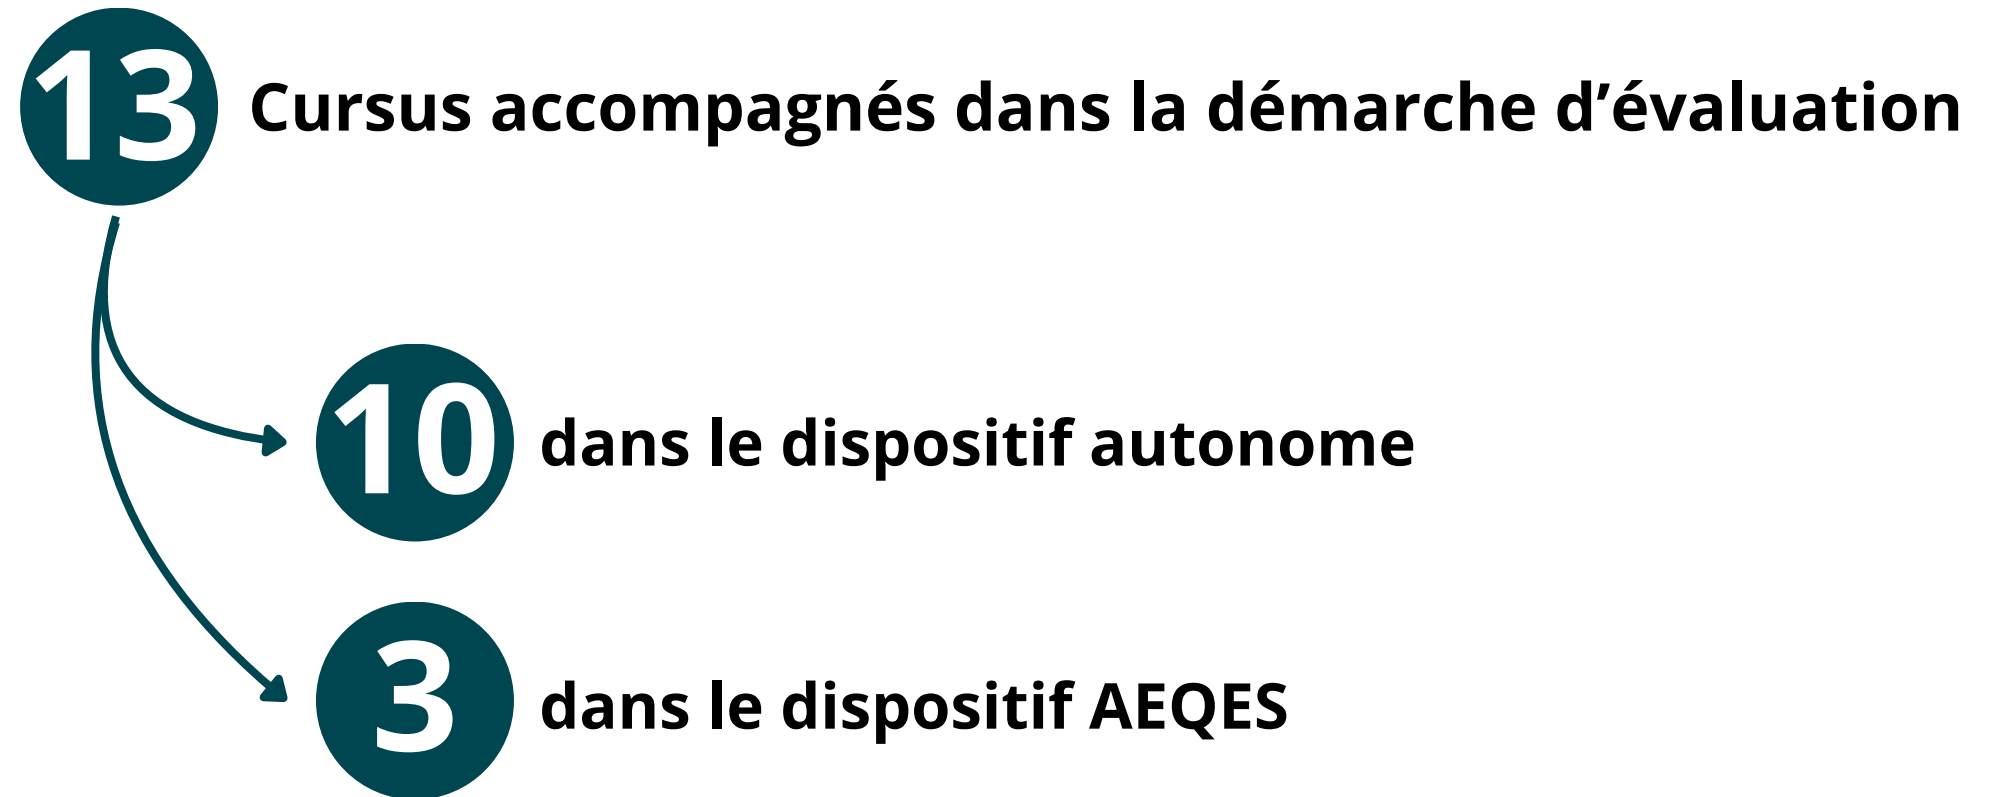 13 Cursus accompagnés dans la démarche d’évaluation
10 dans le dispositif autonome
3 dans le dispositif AEQES